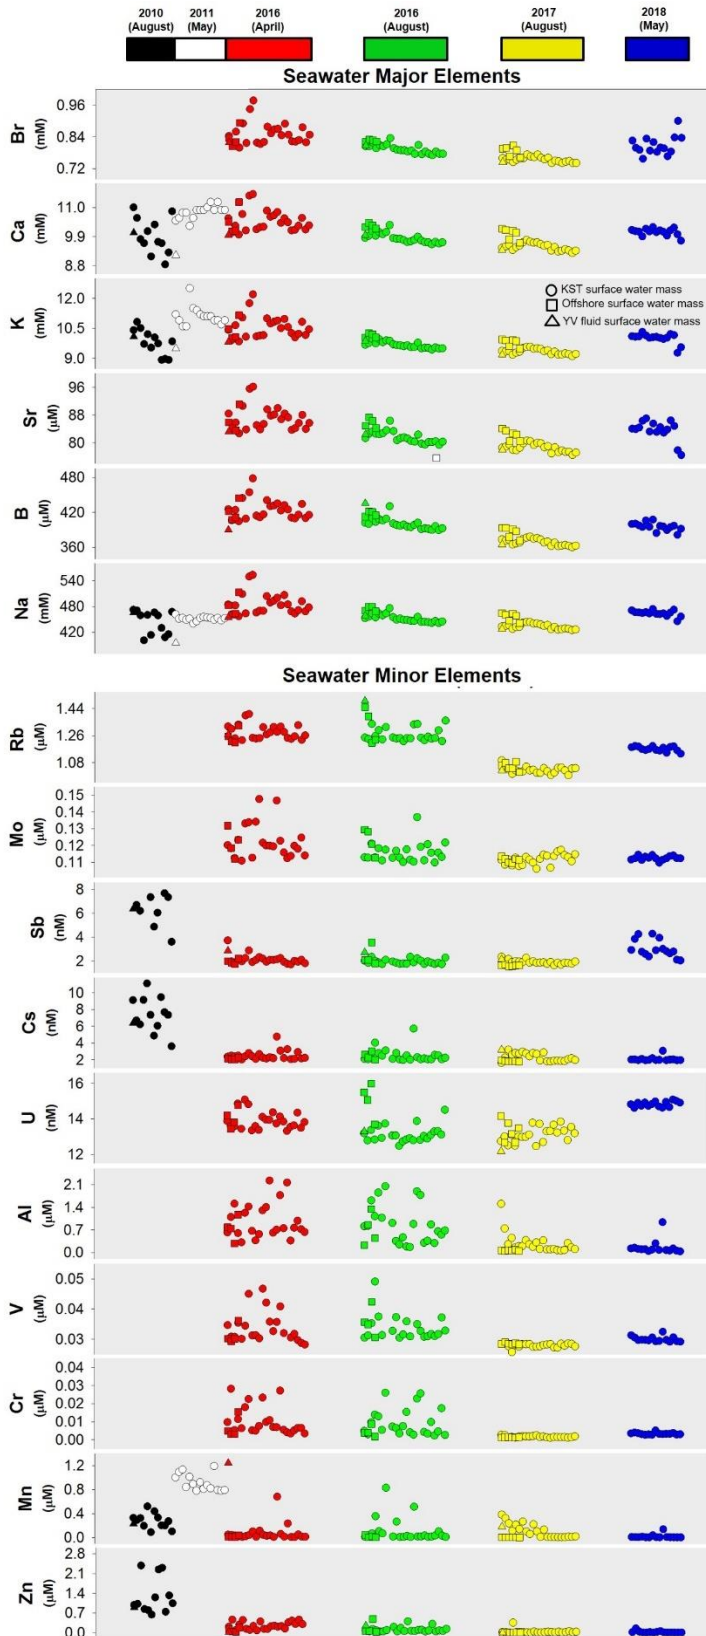 2010 2011 2016 2016 2017 2018
(August) (May) (April) (August) (August) (May)
Seawater Major Elements
Br (mM) 0.96 0.84 0.72
Ca (mM) 11.0 9.9 8.8
K (mM) 12.0 10.5 9.0
KST surface water mass
Offshore surface water mass
YV fluid surface water mass
Sr (µM) 96 88 80
B (µM) 480 420 360
Na (mM) 540 480 420
Seawater Minor Elements
Rb (µM) 1.44 1.26 1.08
Mo (µM) 0.15 0.14 0.13 0.12 0.11
Sb (nM) 8 6 4 2
Cs (nM) 10 8 6 4 2
U (nM) 16 14 12
Al (µM) 2.1 1.4 0.7 0.0
V (µM) 0.05 0.04 0.03
Cr (µM) 0.04 0.03 0.02 0.01 0.00
Mn (µM) 1.2 0.8 0.4 0.0
Zn (µM) 2.8 2.1 1.4 0.7 0.0